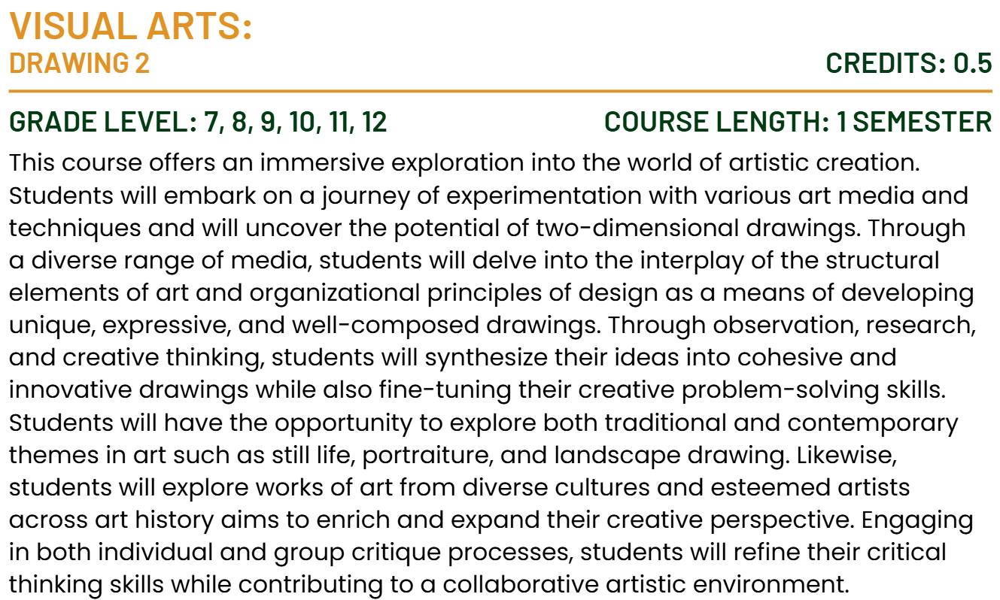 VISUAL ARTS:
DRAWING 2
CREDITS: 0.5
GRADE LEVEL: 7, 8, 9, 10, 11, 12
COURSE LENGTH: 1 SEMESTER
This course offers an immersive exploration into the world of artistic creation.
Students will embark on a journey of experimentation with various art media and
techniques and will uncover the potential of two-dimensional drawings. Through
a diverse range of media, students will delve into the interplay of the structural
elements of art and organizational principles of design as a means of developing
unique, expressive, and well-composed drawings. Through observation, research,
and creative thinking, students will synthesize their ideas into cohesive and
innovative drawings while also fine-tuning their creative problem-solving skills.
Students will have the opportunity to explore both traditional and contemporary
themes in art such as still life, portraiture, and landscape drawing. Likewise,
students will explore works of art from diverse cultures and esteemed artists
across art history aims to enrich and expand their creative perspective. Engaging
in both individual and group critique processes, students will refine their critical
thinking skills while contributing to a collaborative artistic environment.